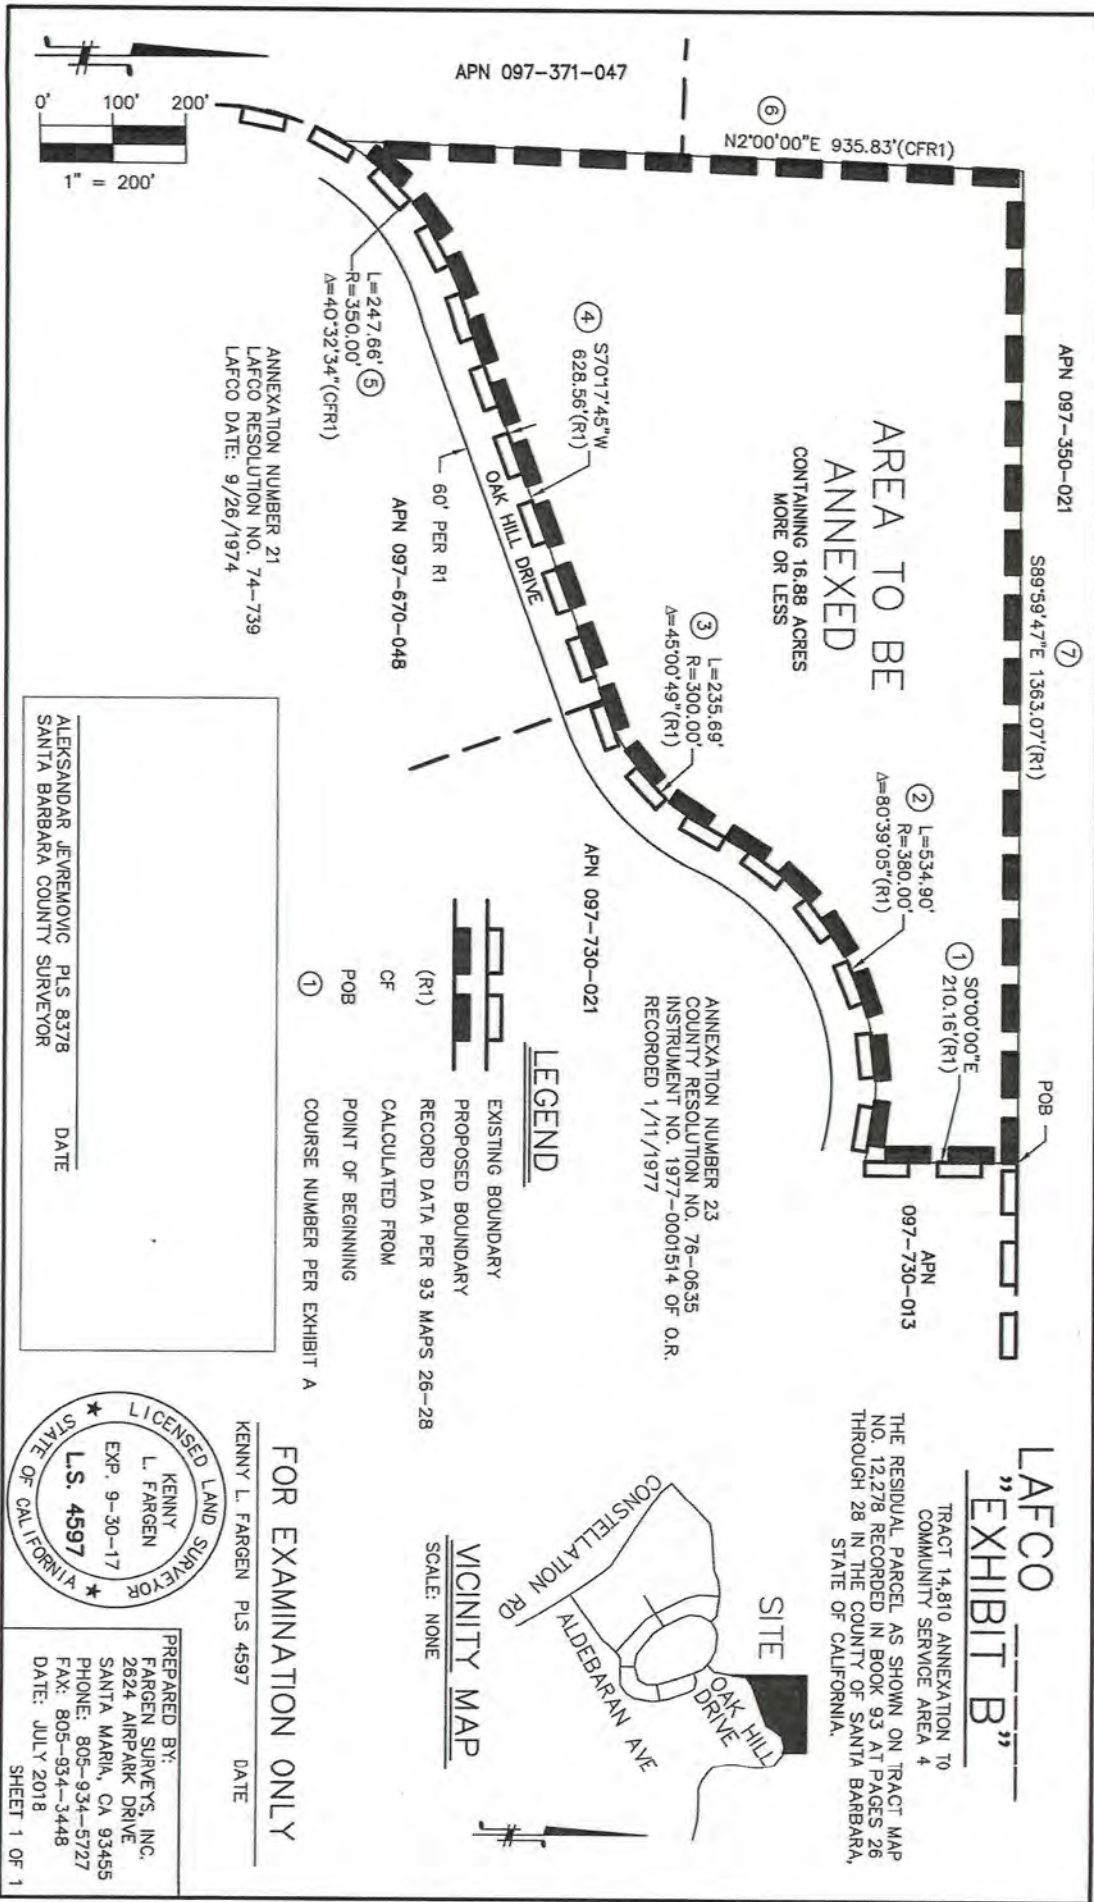 LAFCO
"EXHIBIT B"
TRACT 14,810 ANNEXATION TO
COMMUNITY SERVICE AREA 4
THE RESIDUAL PARCEL AS SHOWN ON TRACT MAP
NO. 12,278 RECORDED IN BOOK 93 AT PAGES 26
THROUGH 28 IN THE COUNTY OF SANTA BARBARA,
STATE OF CALIFORNIA.
APN 097-350-021
⑦
S89°59'47"E 1363.07'(R1)
POB
APN 097-371-047
⑥
N2°00'00"E 935.83'(CFR1)
AREA TO BE
ANNEXED
CONTAINING 16.88 ACRES
MORE OR LESS
① S0°00'00"E
210.16'(R1)
② L=534.90'
R=380.00'
Δ=80°39'05"(R1)
③ L=235.69'
R=300.00'
Δ=45°00'49"(R1)
④ S70°17'45"W
628.56'(R1)
L=247.66' ⑤
R=350.00'
Δ=40°32'34"(CFR1)
APN
097-730-013
OAK HILL DRIVE
60' PER R1
APN 097-670-048
APN 097-730-021
ANNEXATION NUMBER 21
LAFCO RESOLUTION NO. 74-739
LAFCO DATE: 9/26/1974
ANNEXATION NUMBER 23
COUNTY RESOLUTION NO. 76-0635
INSTRUMENT NO. 1977-0001514 OF O.R.
RECORDED 1/11/1977
0' 100' 200'
1" = 200'
LEGEND
EXISTING BOUNDARY
PROPOSED BOUNDARY
(R1) RECORD DATA PER 93 MAPS 26-28
CF CALCULATED FROM
POB POINT OF BEGINNING
① COURSE NUMBER PER EXHIBIT A
SITE
OAK HILL
DRIVE
CONSTELLATION RD
ALDEBARAN AVE
VICINITY MAP
SCALE: NONE
ALEKSANDAR JEVREMOVIC PLS 8378 DATE
SANTA BARBARA COUNTY SURVEYOR
FOR EXAMINATION ONLY
KENNY L. FARGEN PLS 4597 DATE
LICENSED LAND SURVEYOR
KENNY
L. FARGEN
EXP. 9-30-17
L.S. 4597
STATE OF CALIFORNIA
PREPARED BY:
FARGEN SURVEYS, INC.
2624 AIRPARK DRIVE
SANTA MARIA, CA 93455
PHONE: 805-934-5727
FAX: 805-934-3448
DATE: JULY 2018
SHEET 1 OF 1